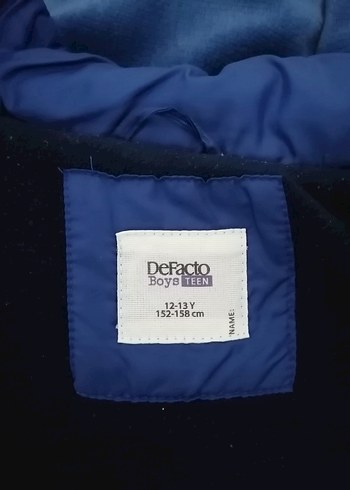 DeFacto
Boys TEEN
12-13 Y
152-158 cm
NAME: